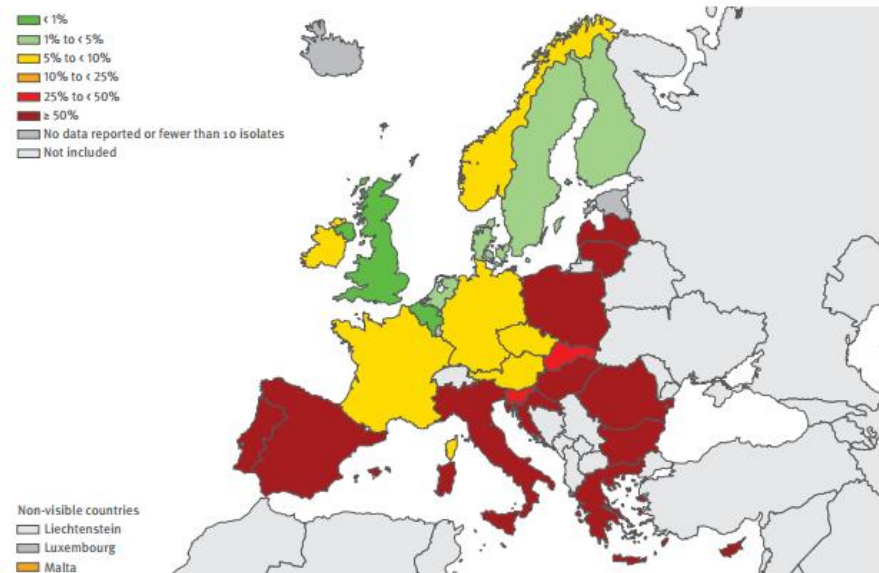 < 1%
1% to < 5%
5% to < 10%
10% to < 25%
25% to < 50%
≥ 50%
No data reported or fewer than 10 isolates
Not included
Non-visible countries
Liechtenstein
Luxembourg
Malta